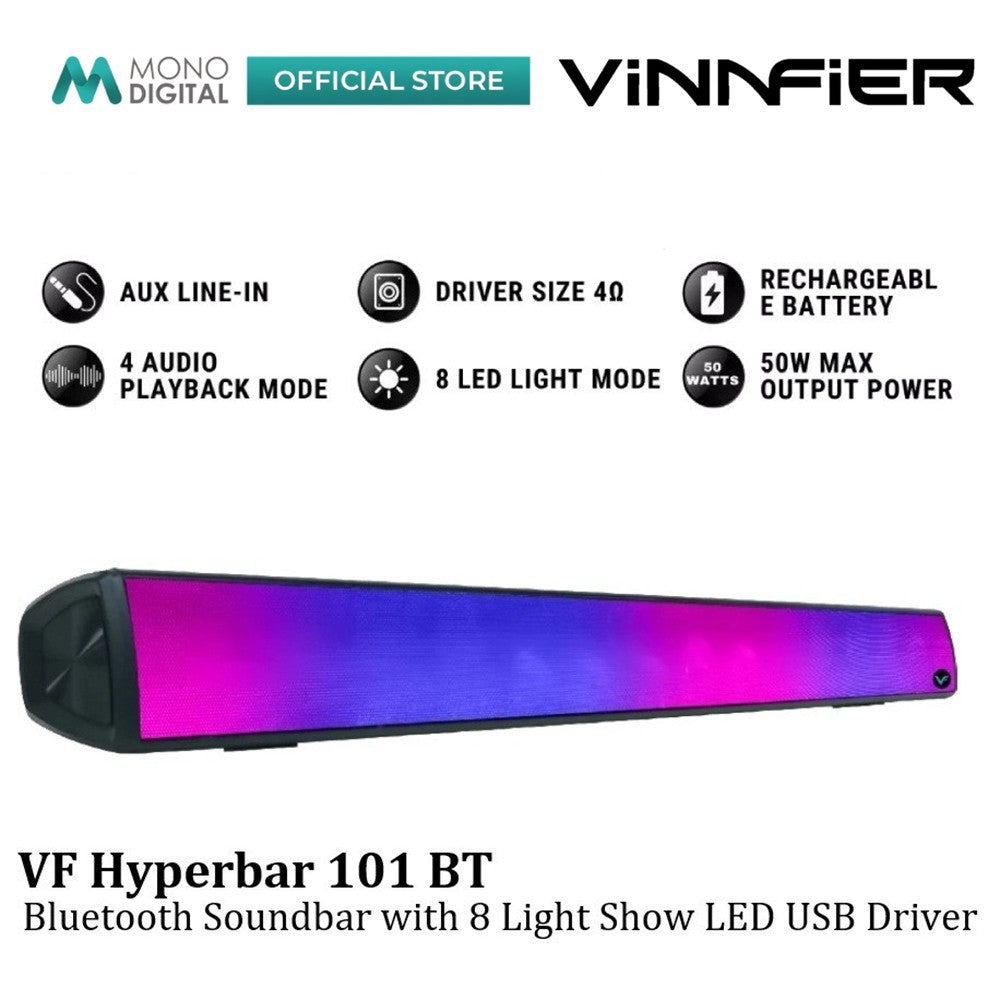 MONO
DIGITAL
OFFICIAL STORE
ViNNFiER
AUX LINE-IN
DRIVER SIZE 4Ω
RECHARGEABL
E BATTERY
4 AUDIO
PLAYBACK MODE
8 LED LIGHT MODE
50
WATTS
50W MAX
OUTPUT POWER
VF
VF Hyperbar 101 BT
Bluetooth Soundbar with 8 Light Show LED USB Driver